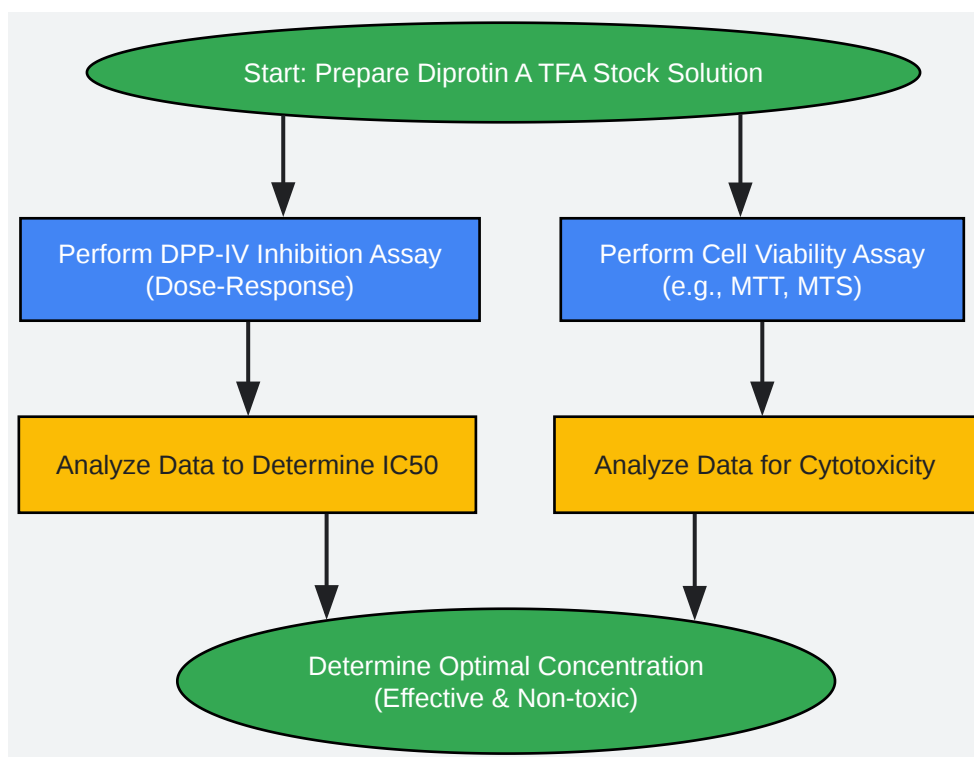 Start: Prepare Diprotin A TFA Stock Solution
Perform DPP-IV Inhibition Assay
(Dose-Response)
Perform Cell Viability Assay
(e.g., MTT, MTS)
Analyze Data to Determine IC50
Analyze Data for Cytotoxicity
Determine Optimal Concentration
(Effective & Non-toxic)